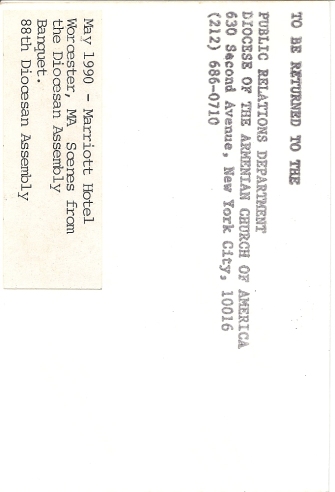 TO BE RETURNED TO THE
PUBLIC RELATIONS DEPARTMENT
DIOCESE OF THE ARMENIAN CHURCH OF AMERICA
630 Second Avenue, New York City, 10016
(212) 686-0710
May 1990 - Marriott Hotel
Worcester, MA Scenes from
the Diocesan Assembly
Banquet.
88th Diocesan Assembly